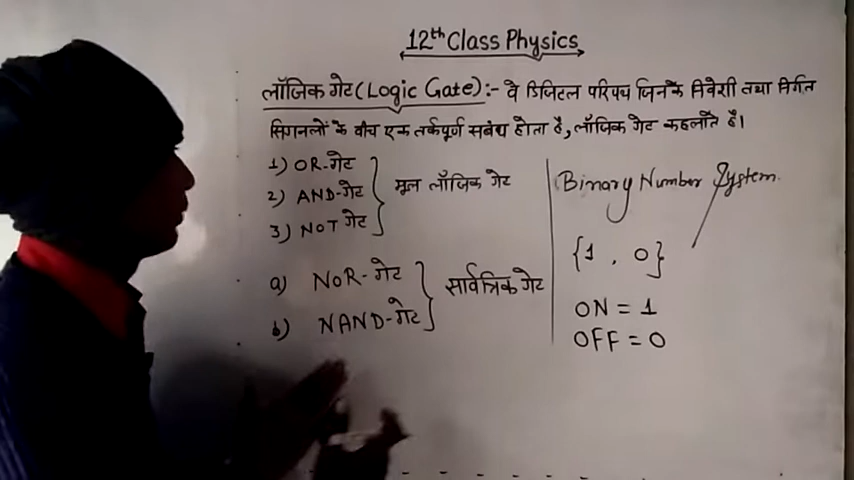 12th Class Physics
लॉजिक गेट (Logic Gate) :- वे डिजिटल परिपथ जिनके निवेशी तथा निर्गत
सिगनलों के बीच एक तर्कपूर्ण सबंध होता है, लॉजिक गेट कहलाते है।
1) OR-गेट
2) AND-गेट
3) NOT गेट
मूल लॉजिक गेट
a) NOR-गेट
b) NAND-गेट
सार्वत्रिक गेट
Binary Number System.
{1, 0}
ON = 1
OFF = 0